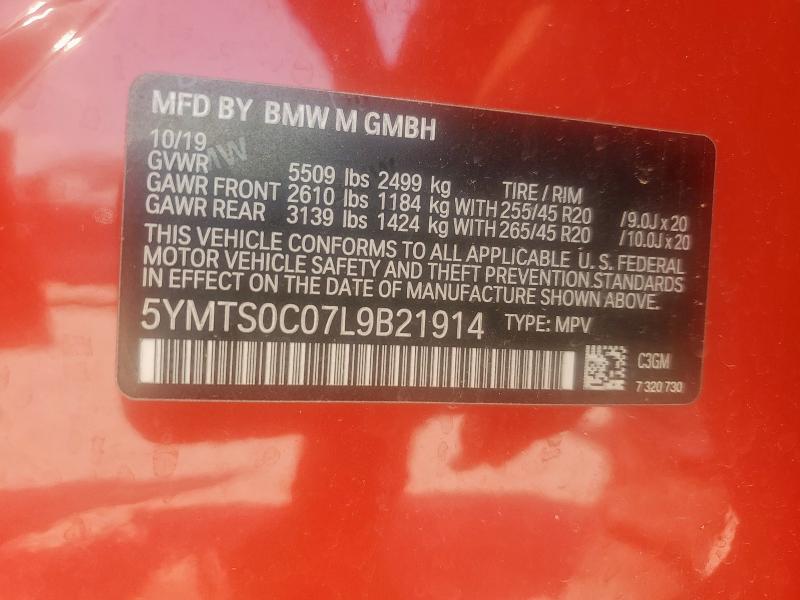 MFD BY BMW M GMBH
10/19
GVWR 5509 lbs 2499 kg TIRE / RIM
GAWR FRONT 2610 lbs 1184 kg WITH 255/45 R20 /9.0J x 20
GAWR REAR 3139 lbs 1424 kg WITH 265/45 R20 /10.0J x 20
THIS VEHICLE CONFORMS TO ALL APPLICABLE U. S. FEDERAL
MOTOR VEHICLE SAFETY AND THEFT PREVENTION STANDARDS
IN EFFECT ON THE DATE OF MANUFACTURE SHOWN ABOVE.
5YMTS0C07L9B21914 TYPE: MPV
C3GM
7 320 730